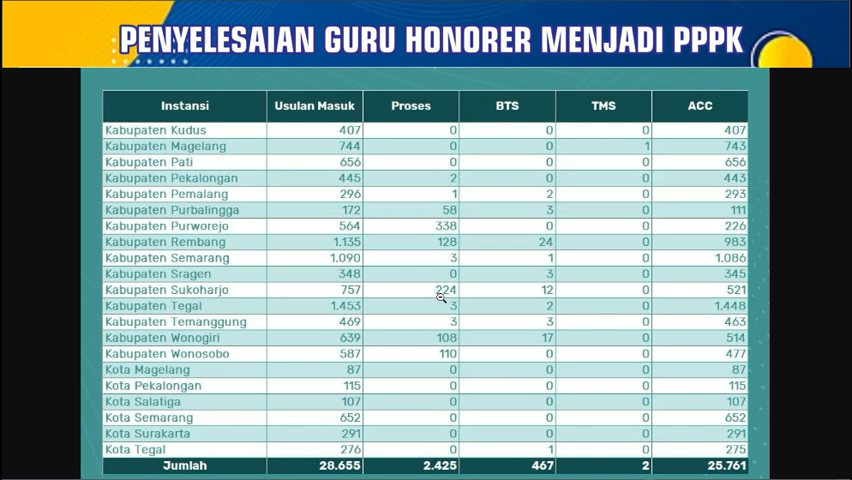 PENYELESAIAN GURU HONORER MENJADI PPPK
Instansi Usulan Masuk Proses BTS TMS ACC
Kabupaten Kudus 407 0 0 0 407
Kabupaten Magelang 744 0 0 1 743
Kabupaten Pati 656 0 0 0 656
Kabupaten Pekalongan 445 2 0 0 443
Kabupaten Pemalang 296 1 2 0 293
Kabupaten Purbalingga 172 58 3 0 111
Kabupaten Purworejo 564 338 0 0 226
Kabupaten Rembang 1.135 128 24 0 983
Kabupaten Semarang 1.090 3 1 0 1.086
Kabupaten Sragen 348 0 3 0 345
Kabupaten Sukoharjo 757 224 12 0 521
Kabupaten Tegal 1.453 3 2 0 1.448
Kabupaten Temanggung 469 3 3 0 463
Kabupaten Wonogiri 639 108 17 0 514
Kabupaten Wonosobo 587 110 0 0 477
Kota Magelang 87 0 0 0 87
Kota Pekalongan 115 0 0 0 115
Kota Salatiga 107 0 0 0 107
Kota Semarang 652 0 0 0 652
Kota Surakarta 291 0 0 0 291
Kota Tegal 276 0 1 0 275
Jumlah 28.655 2.425 467 2 25.761